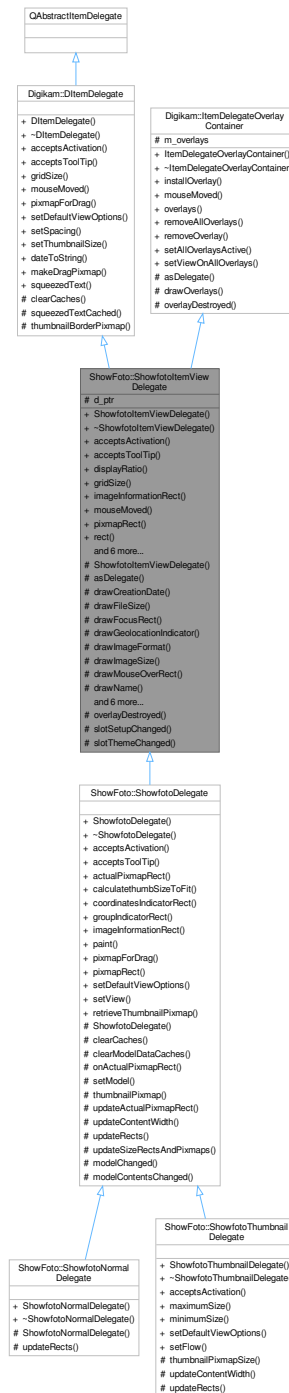 QAbstractItemDelegate
Digikam::DItemDelegate
+ DItemDelegate()
+ ~DItemDelegate()
+ acceptsActivation()
+ acceptsToolTip()
+ gridSize()
+ mouseMoved()
+ pixmapForDrag()
+ setDefaultViewOptions()
+ setSpacing()
+ setThumbnailSize()
+ dateToString()
+ makeDragPixmap()
+ squeezedText()
# clearCaches()
# squeezedTextCached()
# thumbnailBorderPixmap()
Digikam::ItemDelegateOverlay
Container
# m_overlays
+ ItemDelegateOverlayContainer()
+ ~ItemDelegateOverlayContainer
+ installOverlay()
+ mouseMoved()
+ overlays()
+ removeAllOverlays()
+ removeOverlay()
+ setAllOverlaysActive()
+ setViewOnAllOverlays()
# asDelegate()
# drawOverlays()
# overlayDestroyed()
ShowFoto::ShowfotoItemView
Delegate
# d_ptr
+ ShowfotoItemViewDelegate()
+ ~ShowfotoItemViewDelegate()
+ acceptsActivation()
+ acceptsToolTip()
+ displayRatio()
+ gridSize()
+ imageInformationRect()
+ mouseMoved()
+ pixmapRect()
+ rect()
and 6 more...
# ShowfotoItemViewDelegate()
# asDelegate()
# drawCreationDate()
# drawFileSize()
# drawFocusRect()
# drawGeolocationIndicator()
# drawImageFormat()
# drawImageSize()
# drawMouseOverRect()
# drawName()
and 6 more...
# overlayDestroyed()
# slotSetupChanged()
# slotThemeChanged()
ShowFoto::ShowfotoDelegate
+ ShowfotoDelegate()
+ ~ShowfotoDelegate()
+ acceptsActivation()
+ acceptsToolTip()
+ actualPixmapRect()
+ calculatethumbSizeToFit()
+ coordinatesIndicatorRect()
+ groupIndicatorRect()
+ imageInformationRect()
+ paint()
+ pixmapForDrag()
+ pixmapRect()
+ setDefaultViewOptions()
+ setView()
+ retrieveThumbnailPixmap()
# ShowfotoDelegate()
# clearCaches()
# clearModelDataCaches()
# onActualPixmapRect()
# setModel()
# thumbnailPixmap()
# updateActualPixmapRect()
# updateContentWidth()
# updateRects()
# updateSizeRectsAndPixmaps()
# modelChanged()
# modelContentsChanged()
ShowFoto::ShowfotoNormal
Delegate
+ ShowfotoNormalDelegate()
+ ~ShowfotoNormalDelegate()
# ShowfotoNormalDelegate()
# updateRects()
ShowFoto::ShowfotoThumbnail
Delegate
+ ShowfotoThumbnailDelegate()
+ ~ShowfotoThumbnailDelegate
+ acceptsActivation()
+ maximumSize()
+ minimumSize()
+ setDefaultViewOptions()
+ setFlow()
# thumbnailPixmapSize()
# updateContentWidth()
# updateRects()